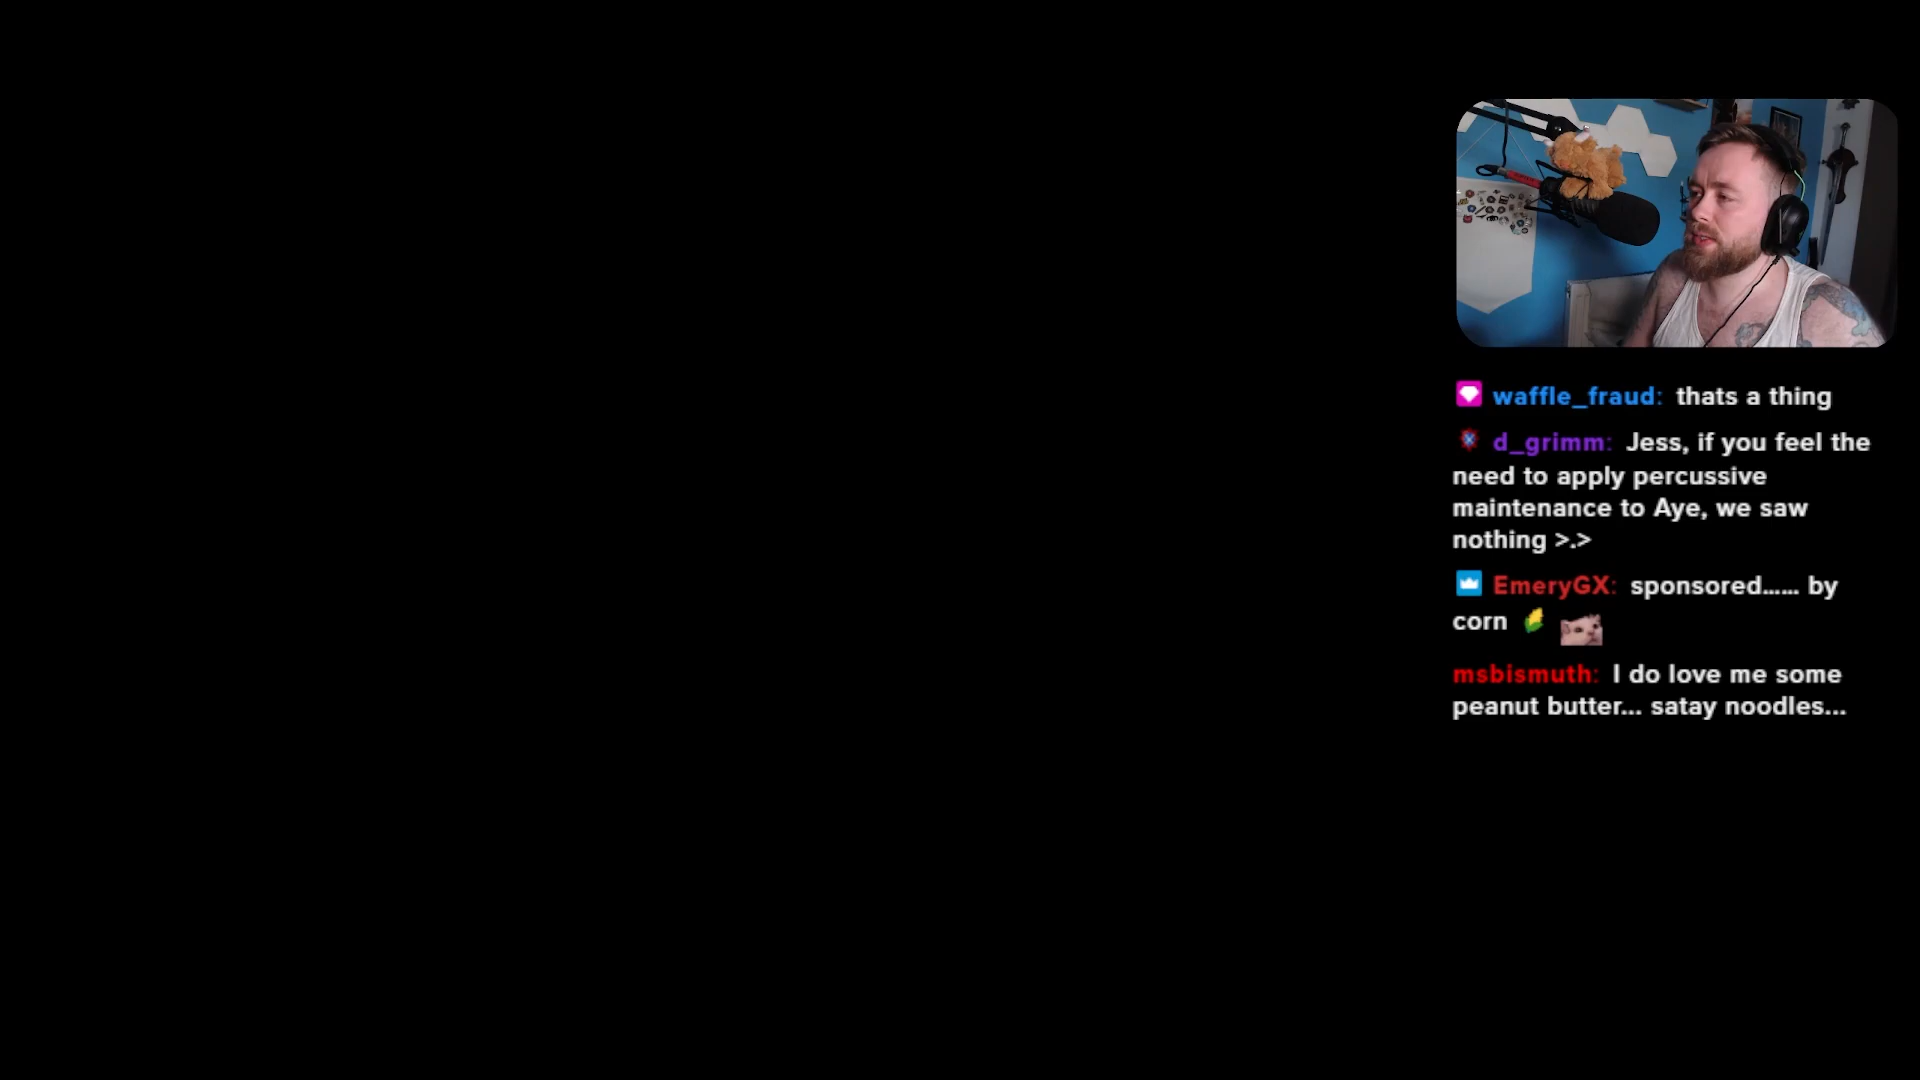 waffle_fraud: thats a thing
d_grimm: Jess, if you feel the
need to apply percussive
maintenance to Aye, we saw
nothing >.>
EmeryGX: sponsored...... by
corn 🌽
msbismuth: I do love me some
peanut butter... satay noodles...